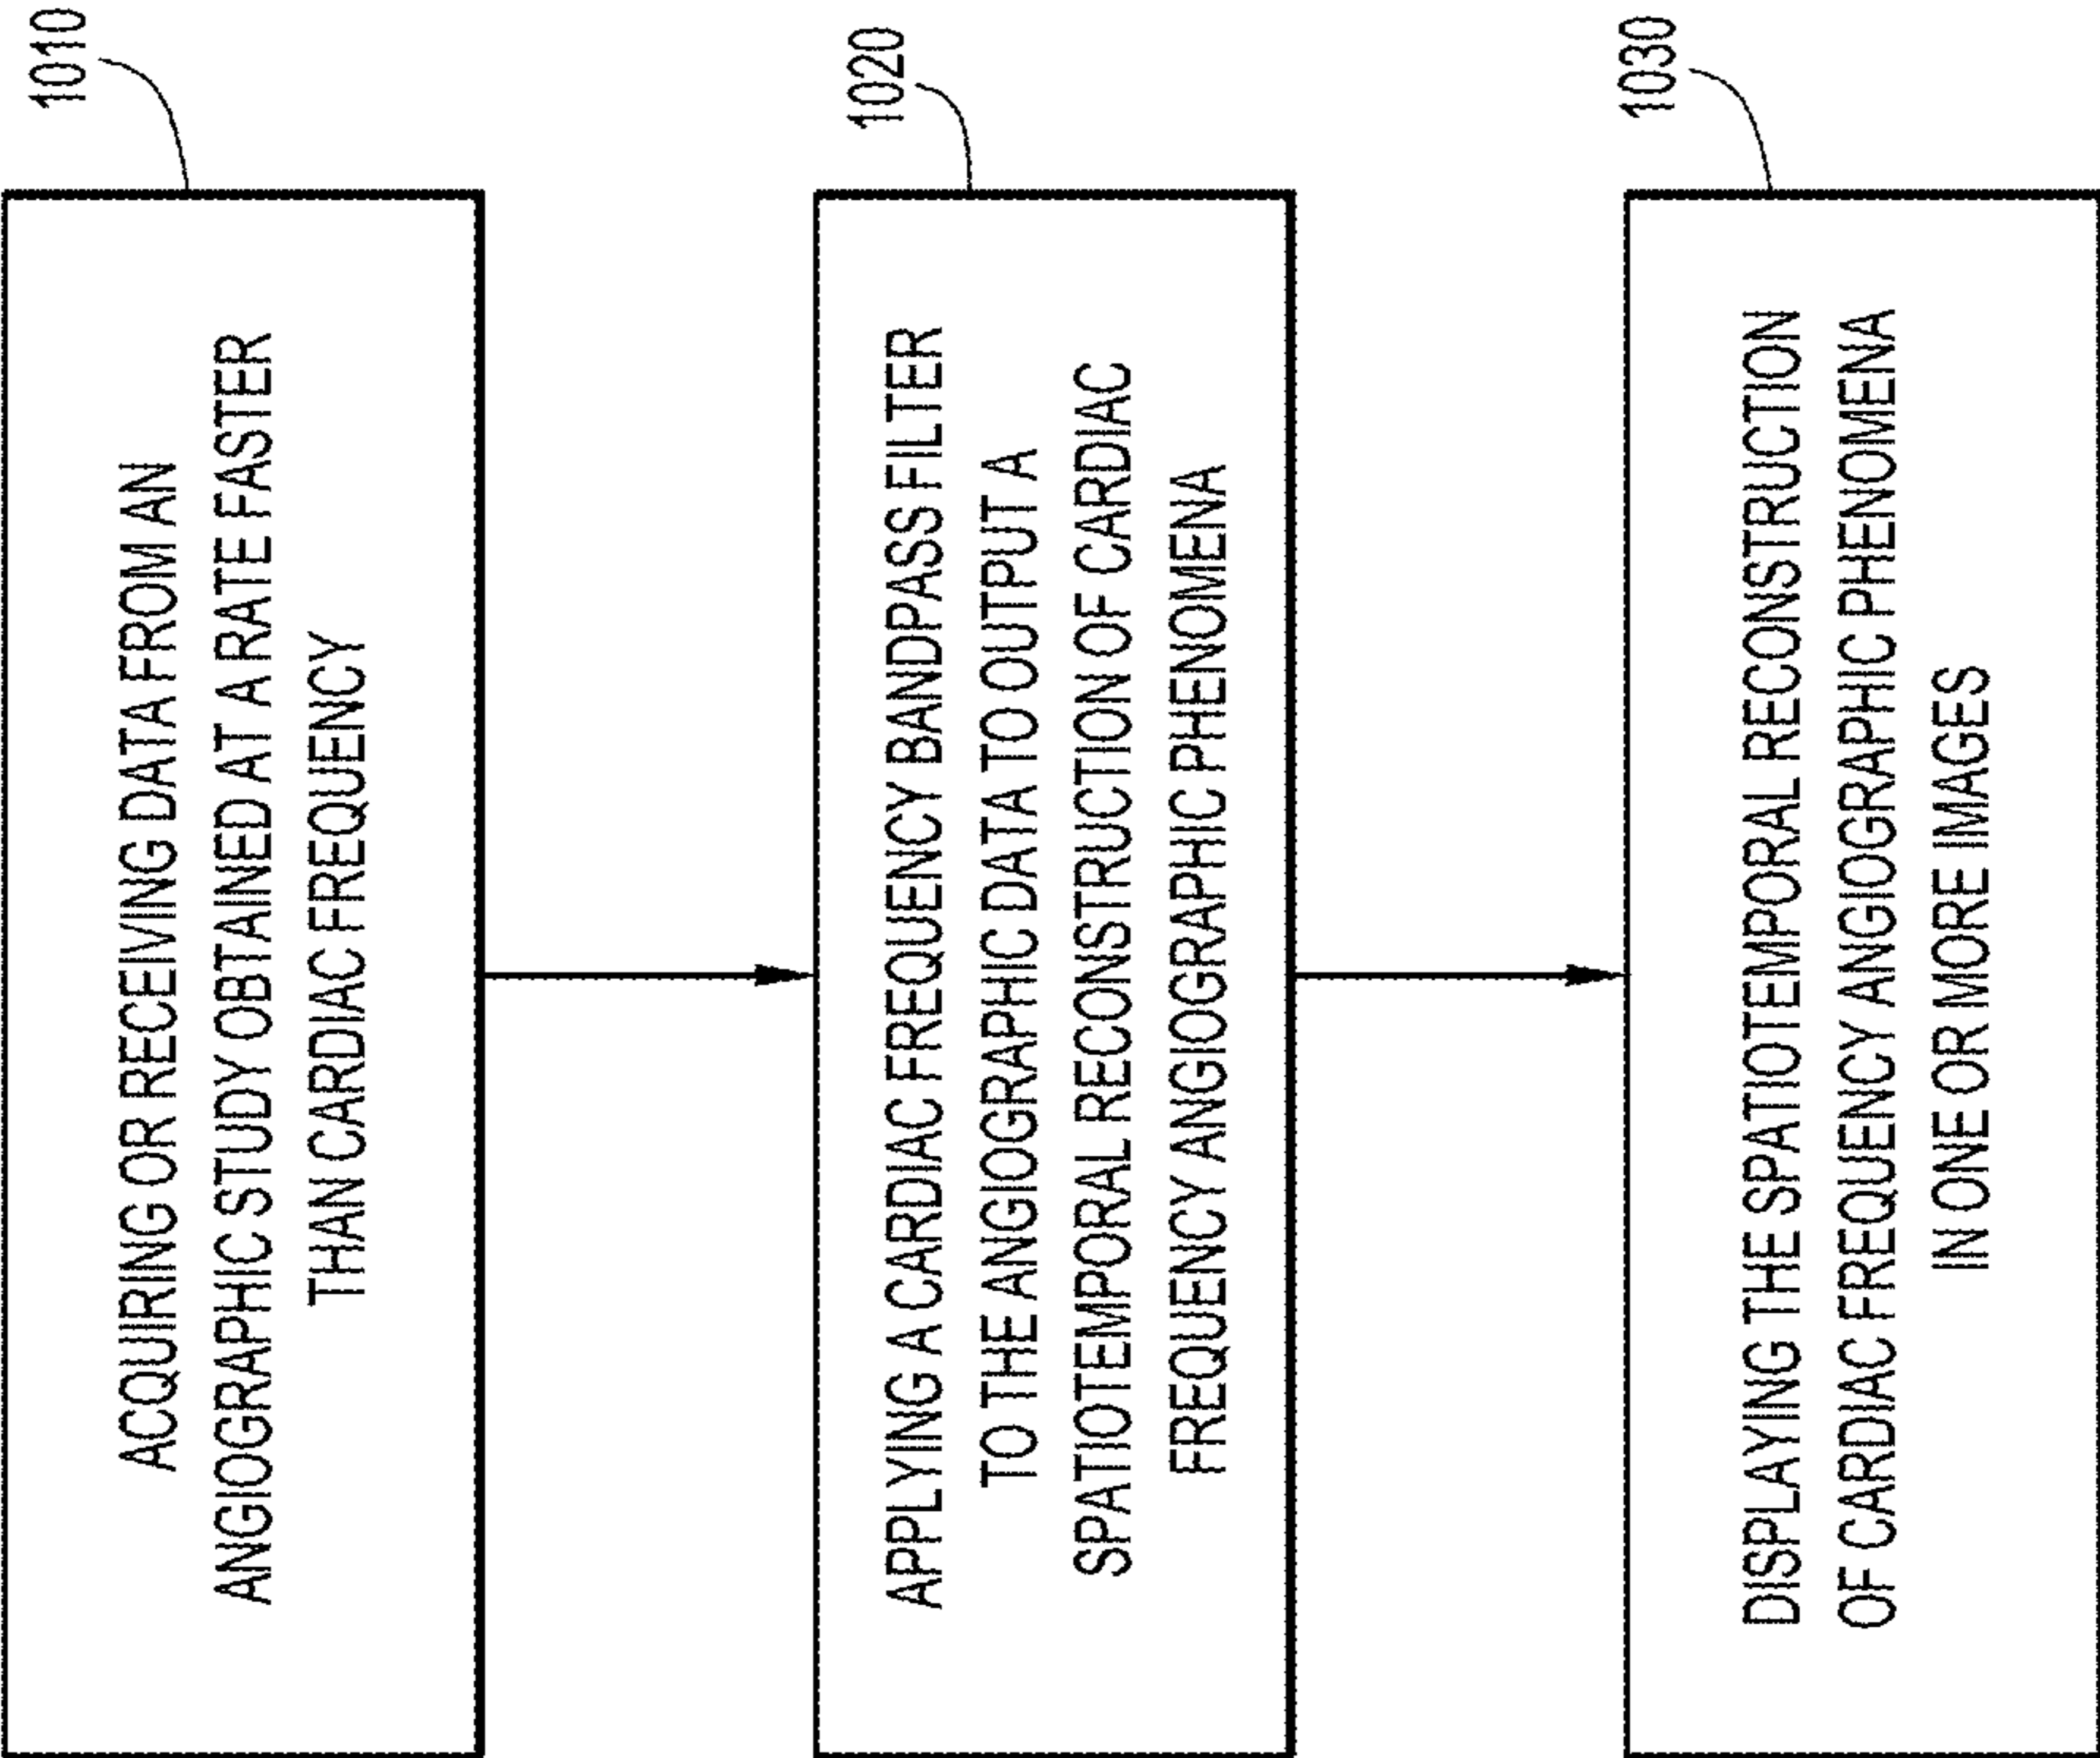 1010
ACQUIRING OR RECEIVING DATA FROM AN
ANGIOGRAPHIC STUDY OBTAINED AT A RATE FASTER
THAN CARDIAC FREQUENCY
1020
APPLYING A CARDIAC FREQUENCY BANDPASS FILTER
TO THE ANGIOGRAPHIC DATA TO OUTPUT A
SPATIOTEMPORAL RECONSTRUCTION OF CARDIAC
FREQUENCY ANGIOGRAPHIC PHENOMENA
1030
DISPLAYING THE SPATIOTEMPORAL RECONSTRUCTION
OF CARDIAC FREQUENCY ANGIOGRAPHIC PHENOMENA
IN ONE OR MORE IMAGES